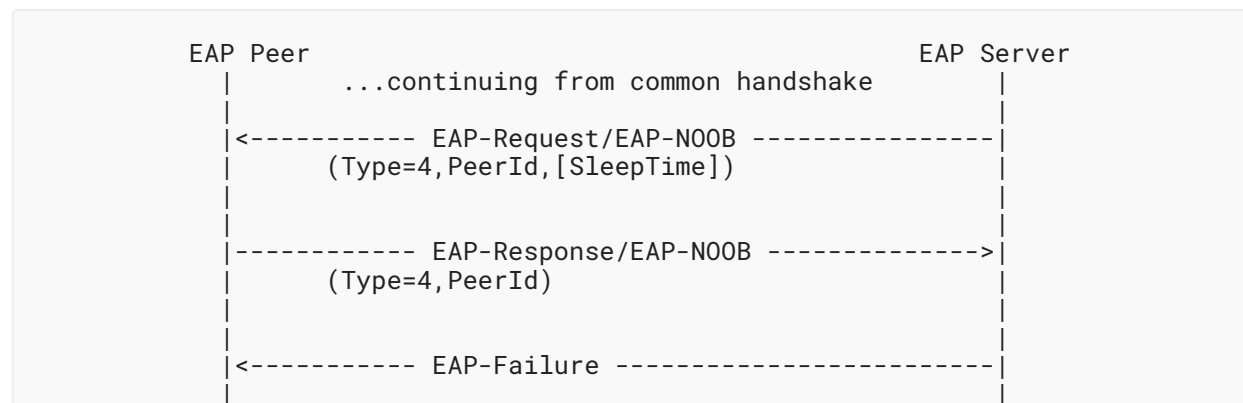 EAP Peer EAP Server
| ...continuing from common handshake |
| |
|<----------- EAP-Request/EAP-NOOB ----------------|
| (Type=4,PeerId,[SleepTime]) |
| |
| |
|------------ EAP-Response/EAP-NOOB -------------->|
| (Type=4,PeerId) |
| |
| |
|<----------- EAP-Failure -------------------------|
| |